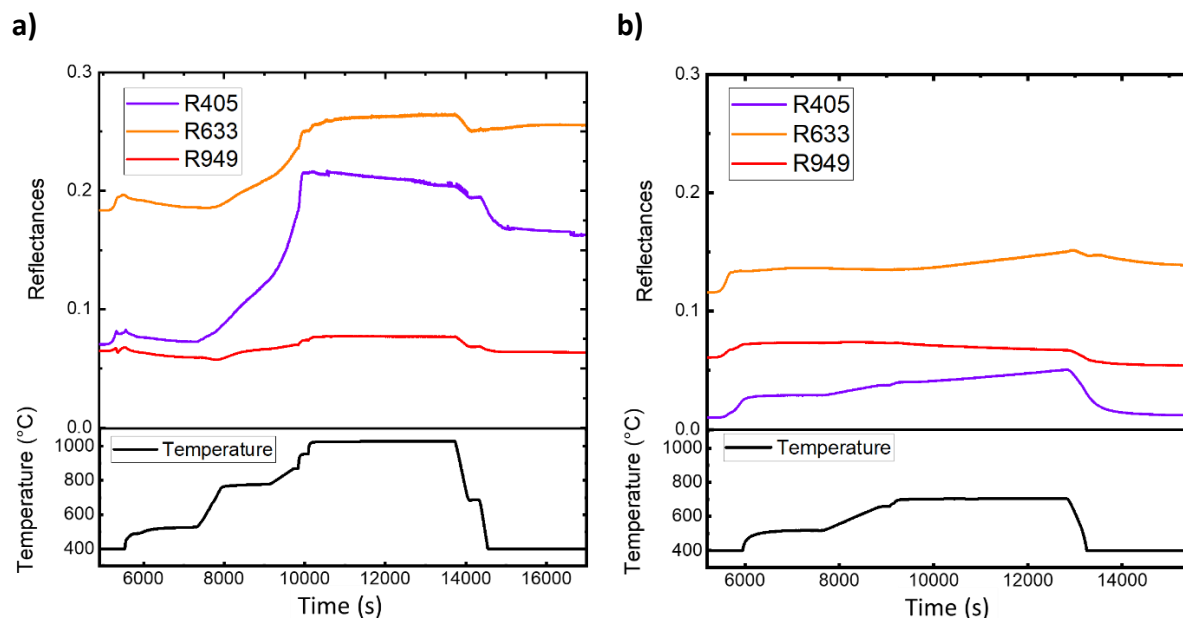 a)
Reflectances
0.3
0.2
0.1
0.0
R405
R633
R949
Temperature (°C)
1000
800
600
400
Temperature
6000 8000 10000 12000 14000 16000
Time (s)
b)
Reflectances
0.3
0.2
0.1
0.0
R405
R633
R949
Temperature (°C)
1000
800
600
400
Temperature
6000 8000 10000 12000 14000
Time (s)